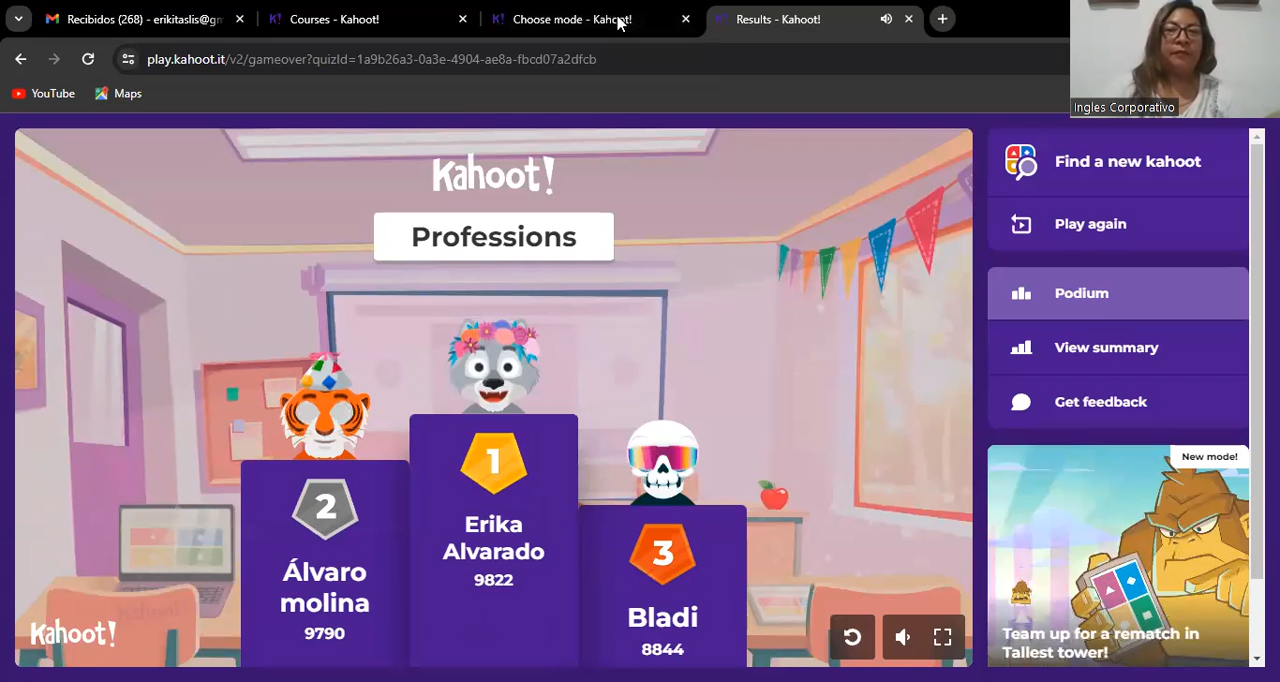 Recibidos (268) - erikitaslis@gm
Courses - Kahoot!
Choose mode - Kahoot!
Results - Kahoot!
play.kahoot.it/v2/gameover?quizId=1a9b26a3-0a3e-4904-ae8a-fbcd07a2dfcb
YouTube
Maps
Ingles Corporativo
Kahoot!
Professions
1
Erika
Alvarado
9822
2
Álvaro
molina
9790
3
Bladi
8844
Kahoot!
Find a new kahoot
Play again
Podium
View summary
Get feedback
New mode!
Team up for a rematch in
Tallest tower!